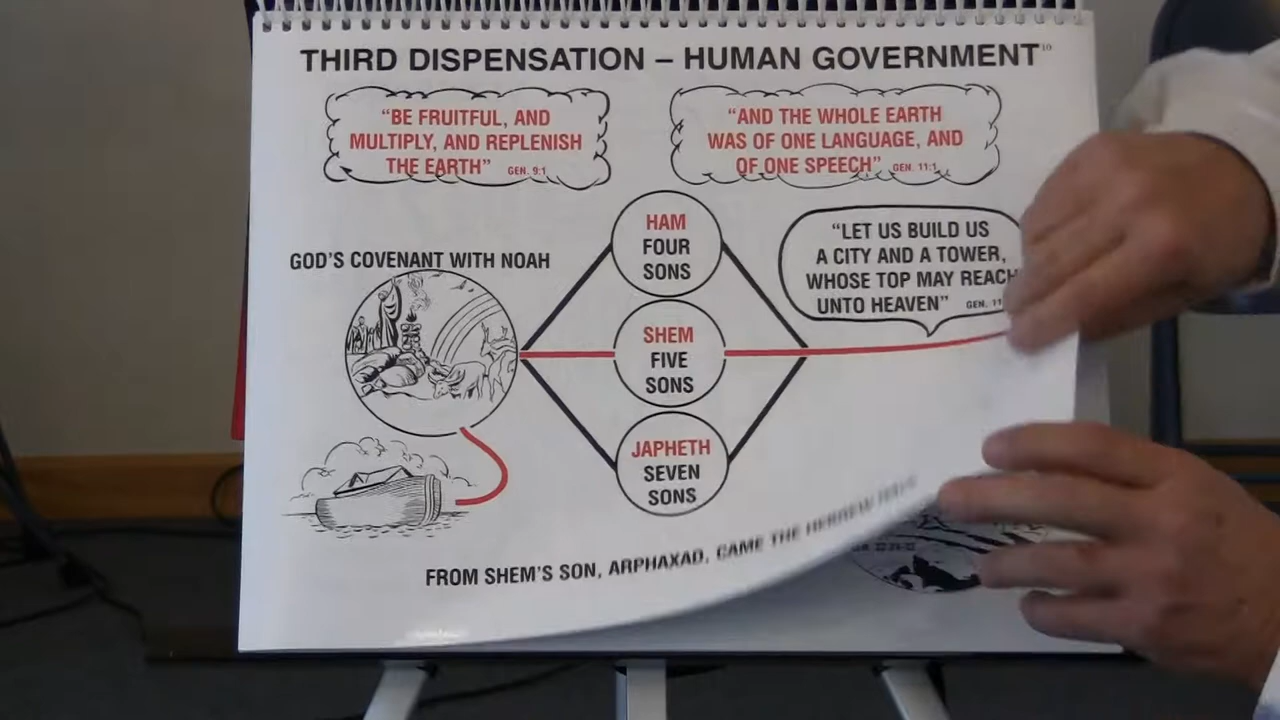 THIRD DISPENSATION – HUMAN GOVERNMENT10
“BE FRUITFUL, AND
MULTIPLY, AND REPLENISH
THE EARTH” GEN. 9:1
“AND THE WHOLE EARTH
WAS OF ONE LANGUAGE, AND
OF ONE SPEECH” GEN. 11:1
HAM
FOUR
SONS
“LET US BUILD US
A CITY AND A TOWER,
WHOSE TOP MAY REACH
UNTO HEAVEN” GEN. 11
GOD’S COVENANT WITH NOAH
SHEM
FIVE
SONS
JAPHETH
SEVEN
SONS
FROM SHEM’S SON, ARPHAXAD, CAME THE HEBREW